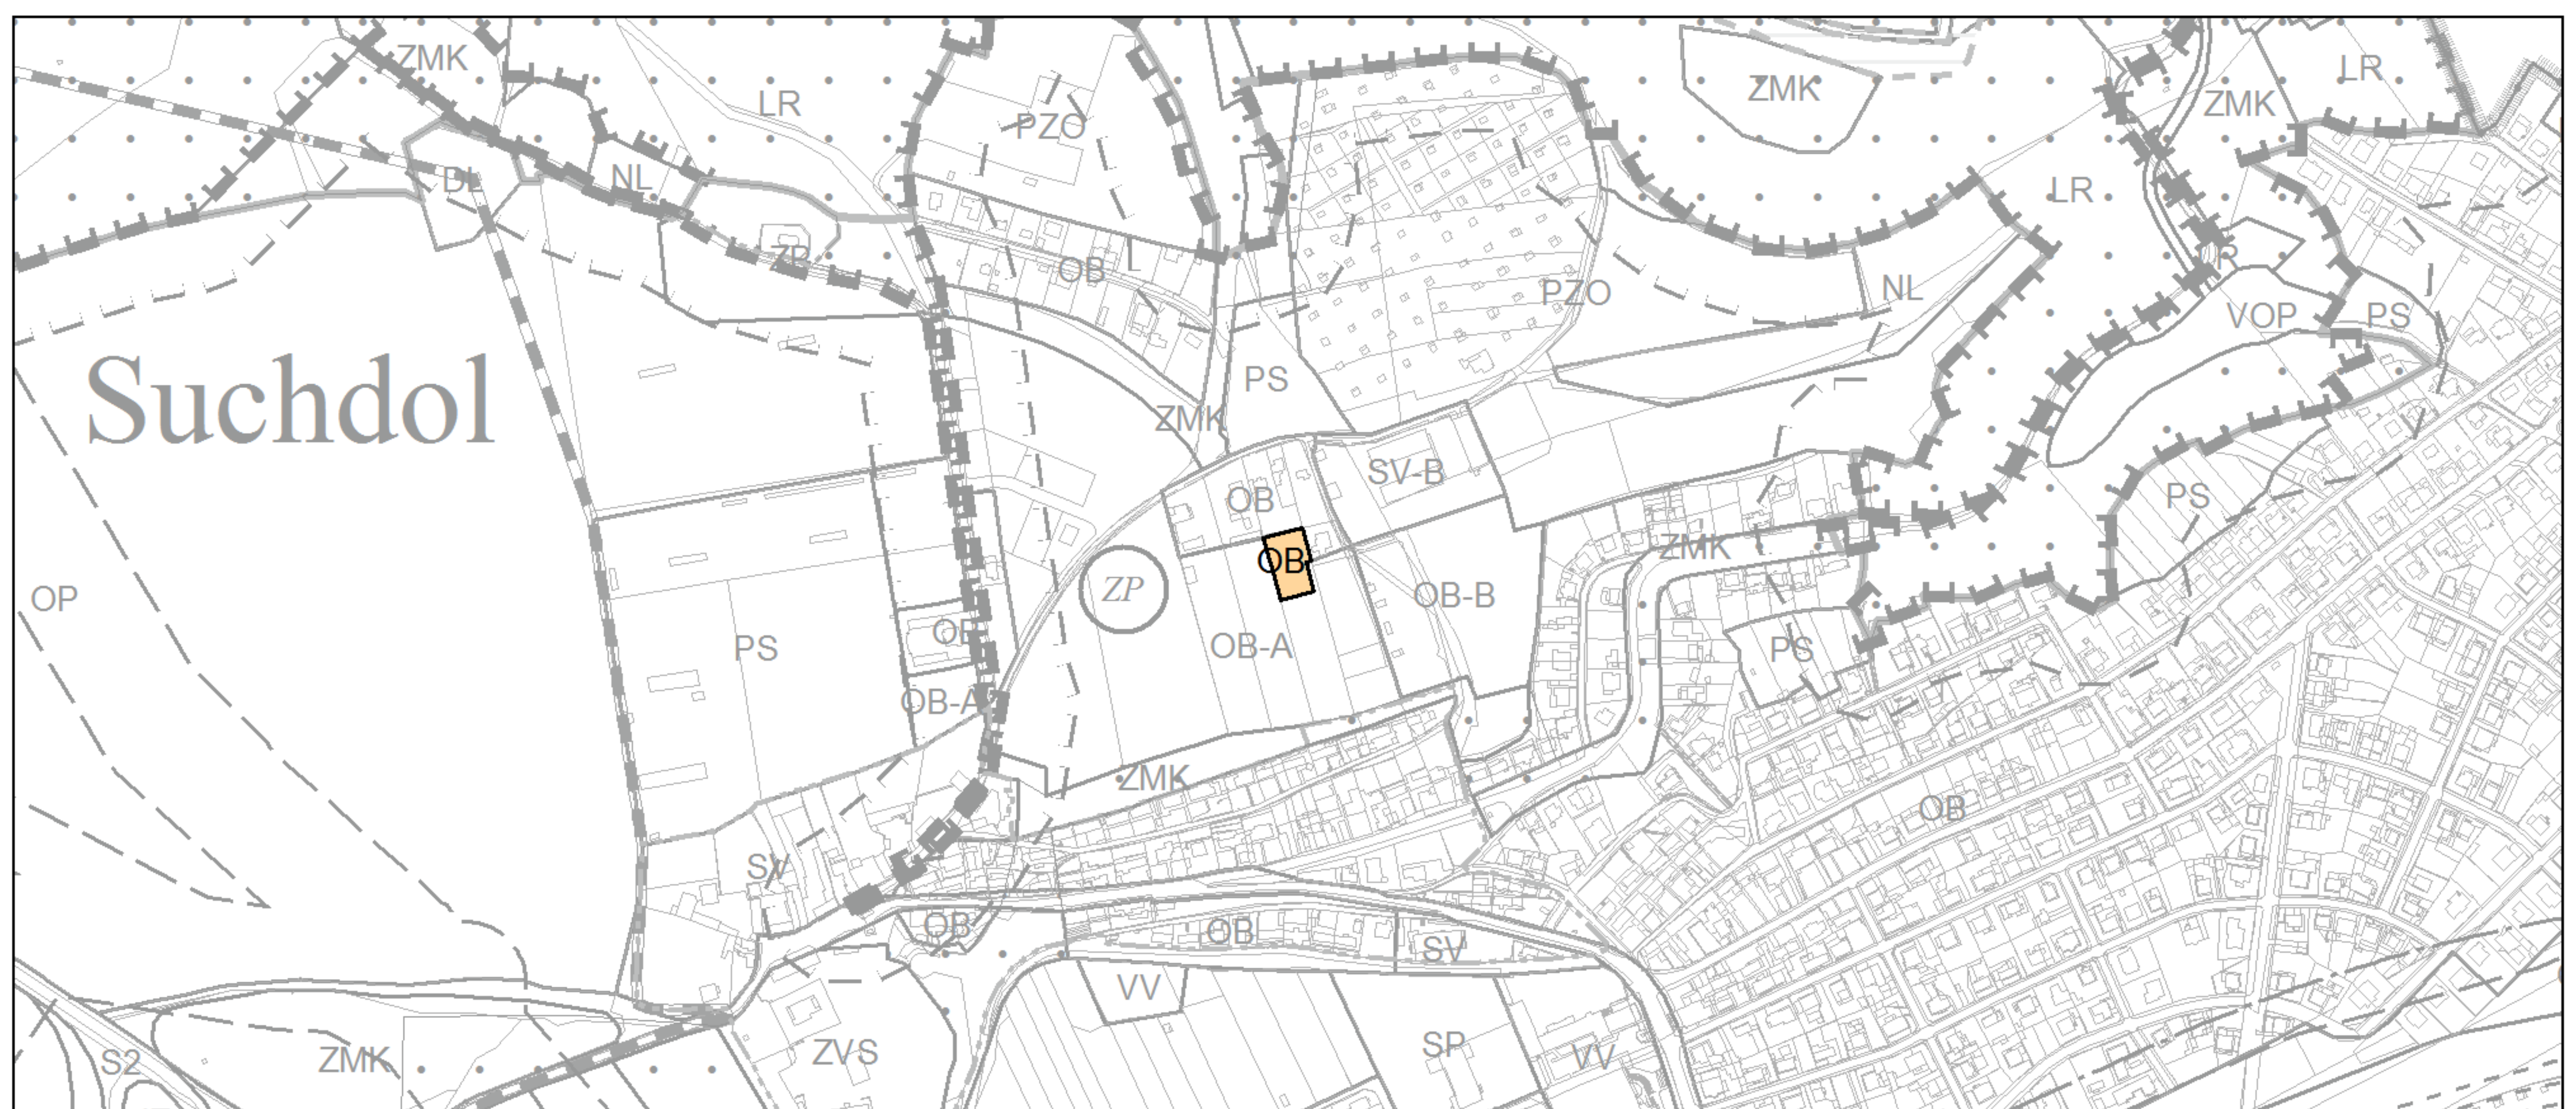 ZMK
LR
LR
ZMK
ZMK
PZO
DL
NL
LR
ZP
OB
L
R
PZO
NL
VOP
PS
Suchdol
PS
ZMK
SV-B
OB
PS
ZMK
OB
OP
ZP
OB-B
OB
PS
OB-A
PS
OB-A
ZMK
OB
SV
OB
OB
SV
VV
S2
ZMK
ZVS
SP
VV